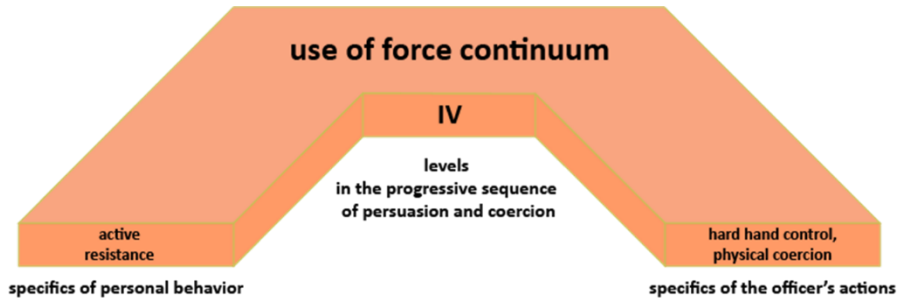 use of force continuum
IV
levels
in the progressive sequence
of persuasion and coercion
active
resistance
hard hand control,
physical coercion
specifics of personal behavior
specifics of the officer's actions